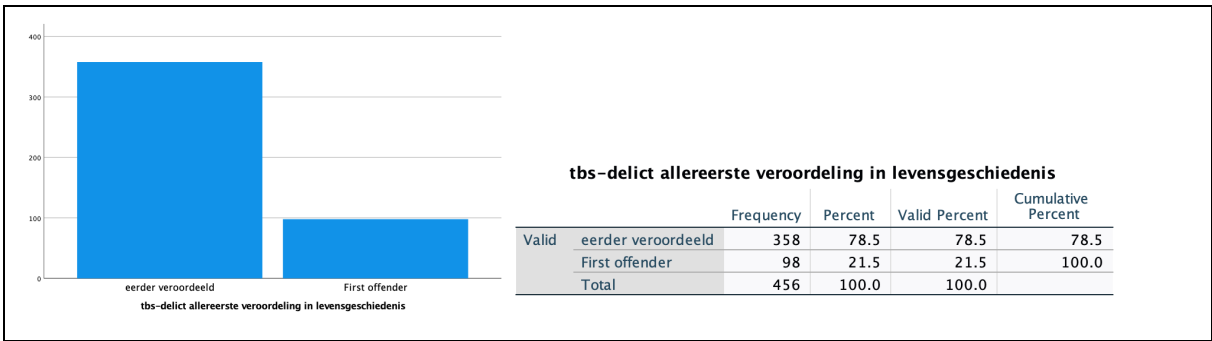 400
300
200
100
0
eerder veroordeeld First offender
tbs-delict allereerste veroordeling in levensgeschiedenis
tbs-delict allereerste veroordeling in levensgeschiedenis
Frequency Percent Valid Percent Cumulative Percent
Valid eerder veroordeeld 358 78.5 78.5 78.5
First offender 98 21.5 21.5 100.0
Total 456 100.0 100.0